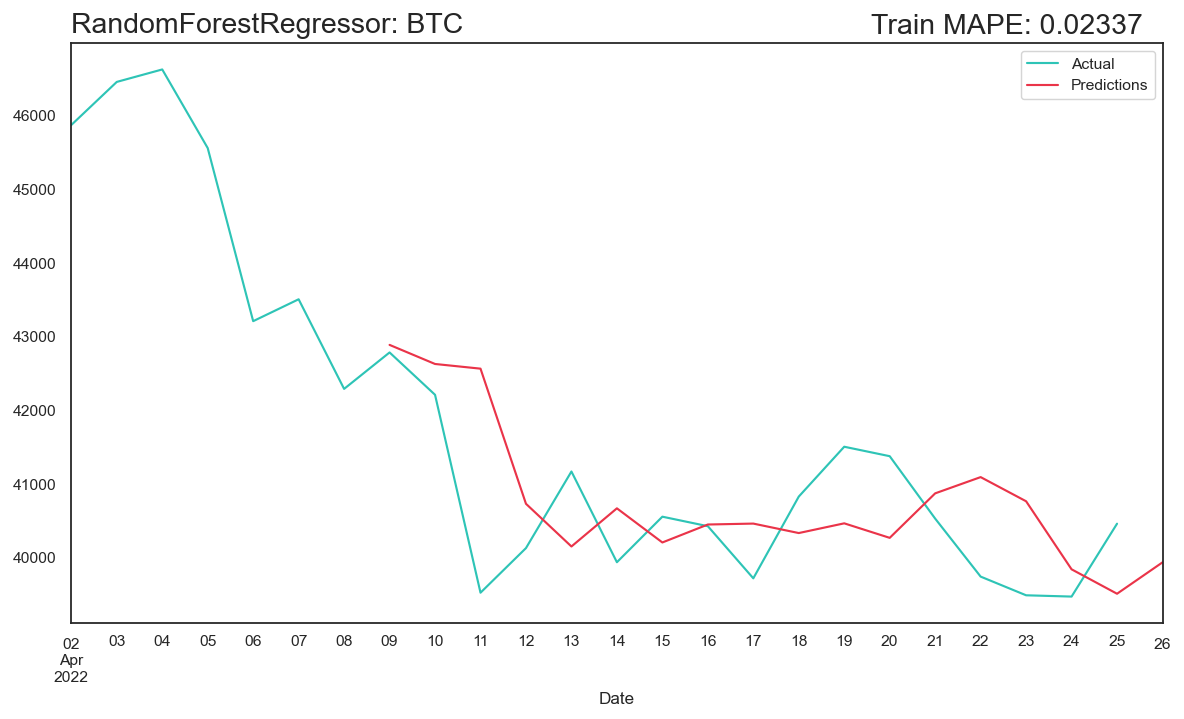 RandomForestRegressor: BTC
Train MAPE: 0.02337
Actual
Predictions
46000
45000
44000
43000
42000
41000
40000
02 03 04 05 06 07 08 09 10 11 12 13 14 15 16 17 18 19 20 21 22 23 24 25 26
Apr
2022
Date